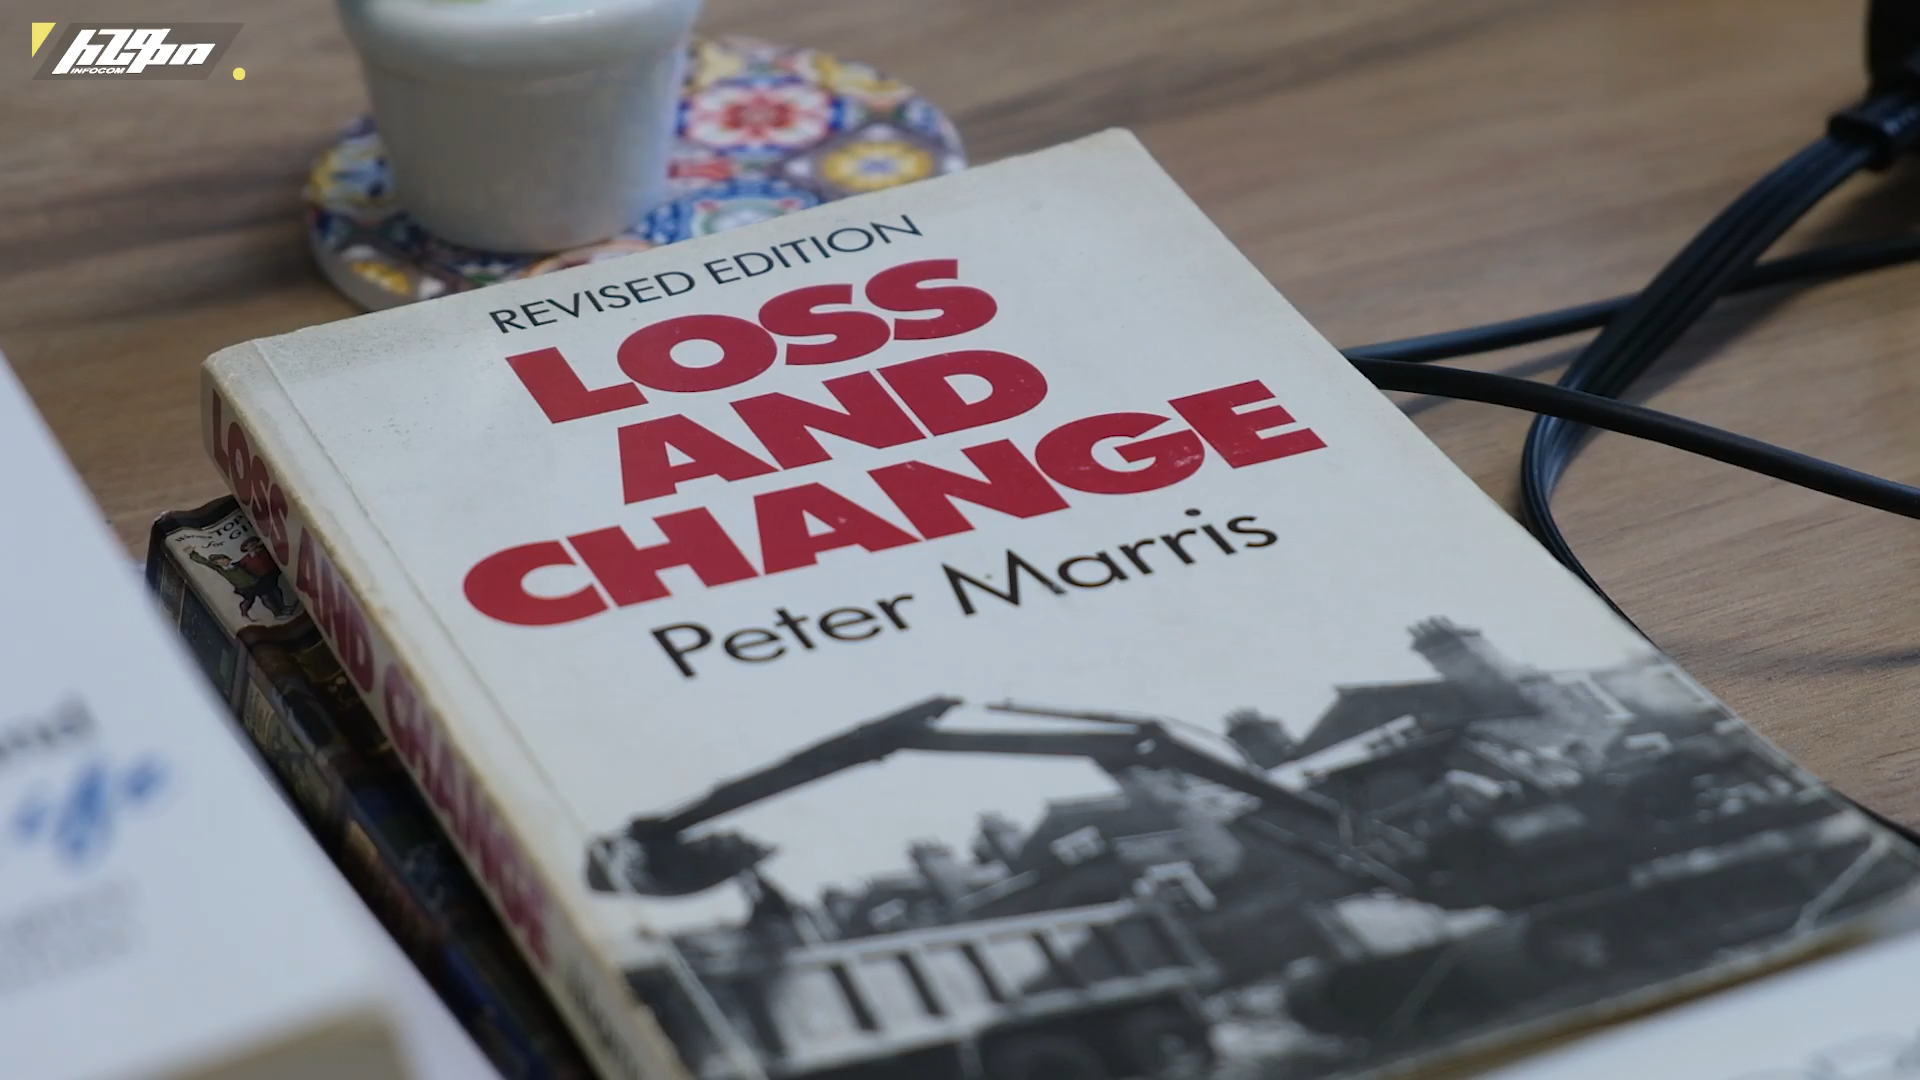 INFOCOM
REVISED EDITION
LOSS
AND
CHANGE
Peter Marris
LOSS AND CHANGE